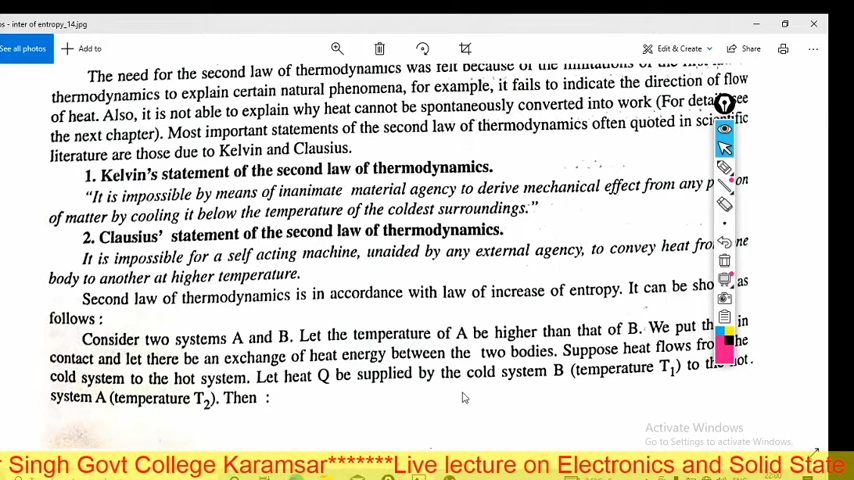 os - inter of entropy_14.jpg
See all photos
Add to
Edit & Create
Share
The need for the second law of thermodynamics was felt because of the limitations of the
thermodynamics to explain certain natural phenomena, for example, it fails to indicate the direction of flow
of heat. Also, it is not able to explain why heat cannot be spontaneously converted into work (For see
the next chapter). Most important statements of the second law of thermodynamics often quoted in scientific
literature are those due to Kelvin and Clausius.
1. Kelvin's statement of the second law of thermodynamics.
"It is impossible by means of inanimate material agency to derive mechanical effect from any
of matter by cooling it below the temperature of the coldest surroundings."
2. Clausius' statement of the second law of thermodynamics.
It is impossible for a self acting machine, unaided by any external agency, to convey heat
body to another at higher temperature.
Second law of thermodynamics is in accordance with law of increase of entropy. It can be as
follows :
Consider two systems A and B. Let the temperature of A be higher than that of B. We put in
contact and let there be an exchange of heat energy between the two bodies. Suppose heat flows
cold system to the hot system. Let heat Q be supplied by the cold system B (temperature T₁) to the hot
system A (temperature T₂). Then :
Activate Windows
Go to Settings to activate Windows.
Singh Govt College Karamsar*******Live lecture on Electronics and Solid State
ENG
22:00